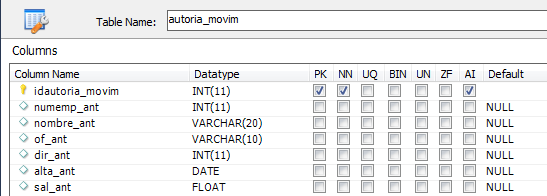 Table Name: autoria_movim
Columns
Column Name Datatype PK NN UQ BIN UN ZF AI Default
idautoria_movim INT(11)
numemp_ant INT(11) NULL
nombre_ant VARCHAR(20) NULL
of_ant VARCHAR(10) NULL
dir_ant INT(11) NULL
alta_ant DATE NULL
sal_ant FLOAT NULL